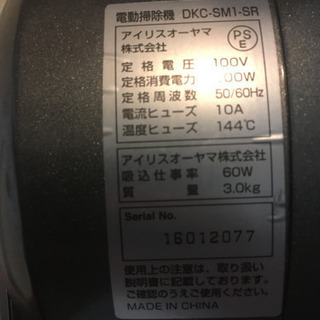 電動掃除機 DKC-SM1-SR
アイリスオーヤマ
株式会社
PS
E
定格電圧 100V
定格消費電力 00W
定格周波数 50/60Hz
電流ヒューズ 10A
温度ヒューズ 144℃
アイリスオーヤマ株式会社
吸込仕事率 60W
質量 3.0kg
Serial No.
16012077
使用上の注意は、取り扱い
説明書に記載しております。
ご確認のうえご使用ください。
MADE IN CHINA